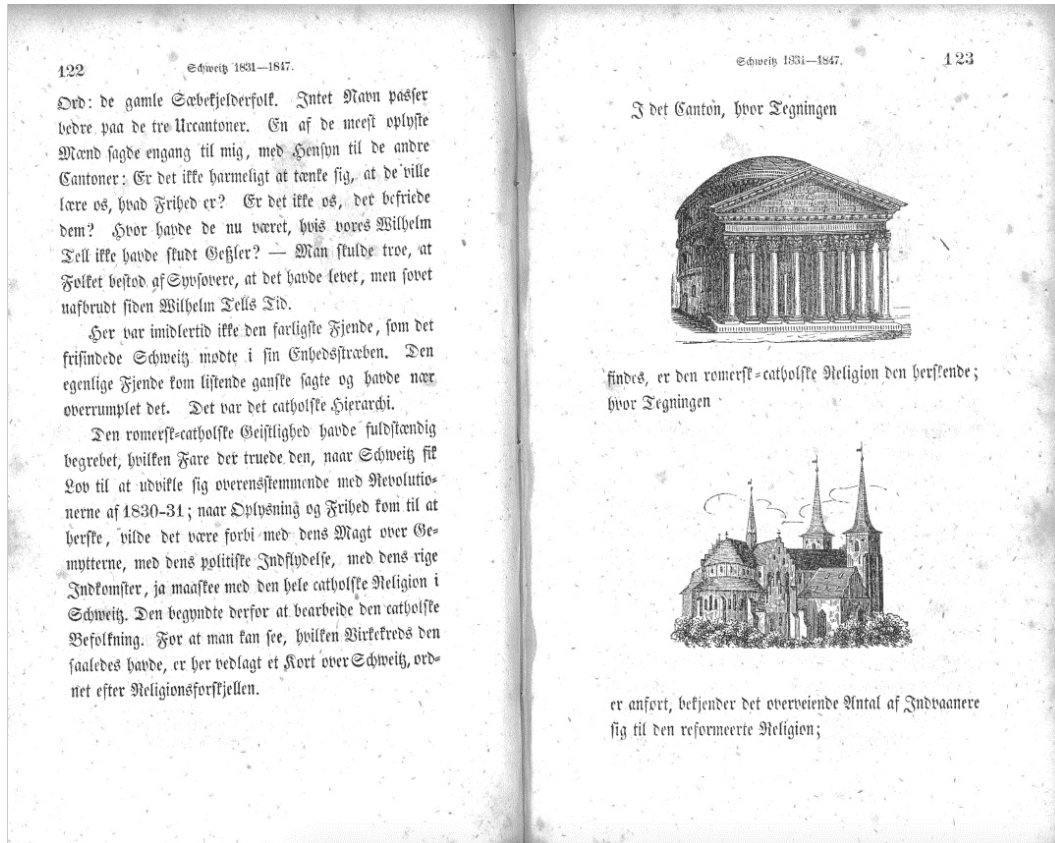 122
Schweitz 1831—1847.
Ord: de gamle Sæbekjelderfolk. Intet Navn passer
bedre paa de tre Urcantoner. En af de meest oplyste
Mænd sagde engang til mig, med Hensyn til de andre
Cantoner: Er det ikke harmeligt at tænke sig, at de ville
lære os, hvad Frihed er? Er det ikke os, der befriede
dem? Hvor havde de nu været, hvis vores Wilhelm
Tell ikke havde skudt Geßler? — Man skulde troe, at
Folket bestod af Syvsovere, at det havde levet, men sovet
uafbrudt siden Wilhelm Tells Tid.
Her var imidlertid ikke den farligste Fjende, som det
frisindede Schweitz mødte i sin Enhedsstræben. Den
egenlige Fjende kom listende ganske sagte og havde nær
overrumplet det. Det var det catholske Hierarchi.
Den romersk-catholske Geistlighed havde fuldstændig
begrebet, hvilken Fare der truede den, naar Schweitz fik
Lov til at udvikle sig overensstemmende med Revolutio-
nerne af 1830-31; naar Oplysning og Frihed kom til at
herske, vilde det være forbi med dens Magt over Ge-
mytterne, med dens politiske Indflydelse, med dens rige
Indkomster, ja maaskee med den hele catholske Religion i
Schweitz. Den begyndte derfor at bearbeide den catholske
Befolkning. For at man kan see, hvilken Virkekreds den
saaledes havde, er her vedlagt et Kort over Schweitz, ord-
net efter Religionsforskjellen.
Schweitz 1831—1847.
123
I det Canton, hvor Tegningen
findes, er den romersk-catholske Religion den herskende;
hvor Tegningen
er anført, bekjender det overveiende Antal af Indvaanere
sig til den reformeerte Religion;